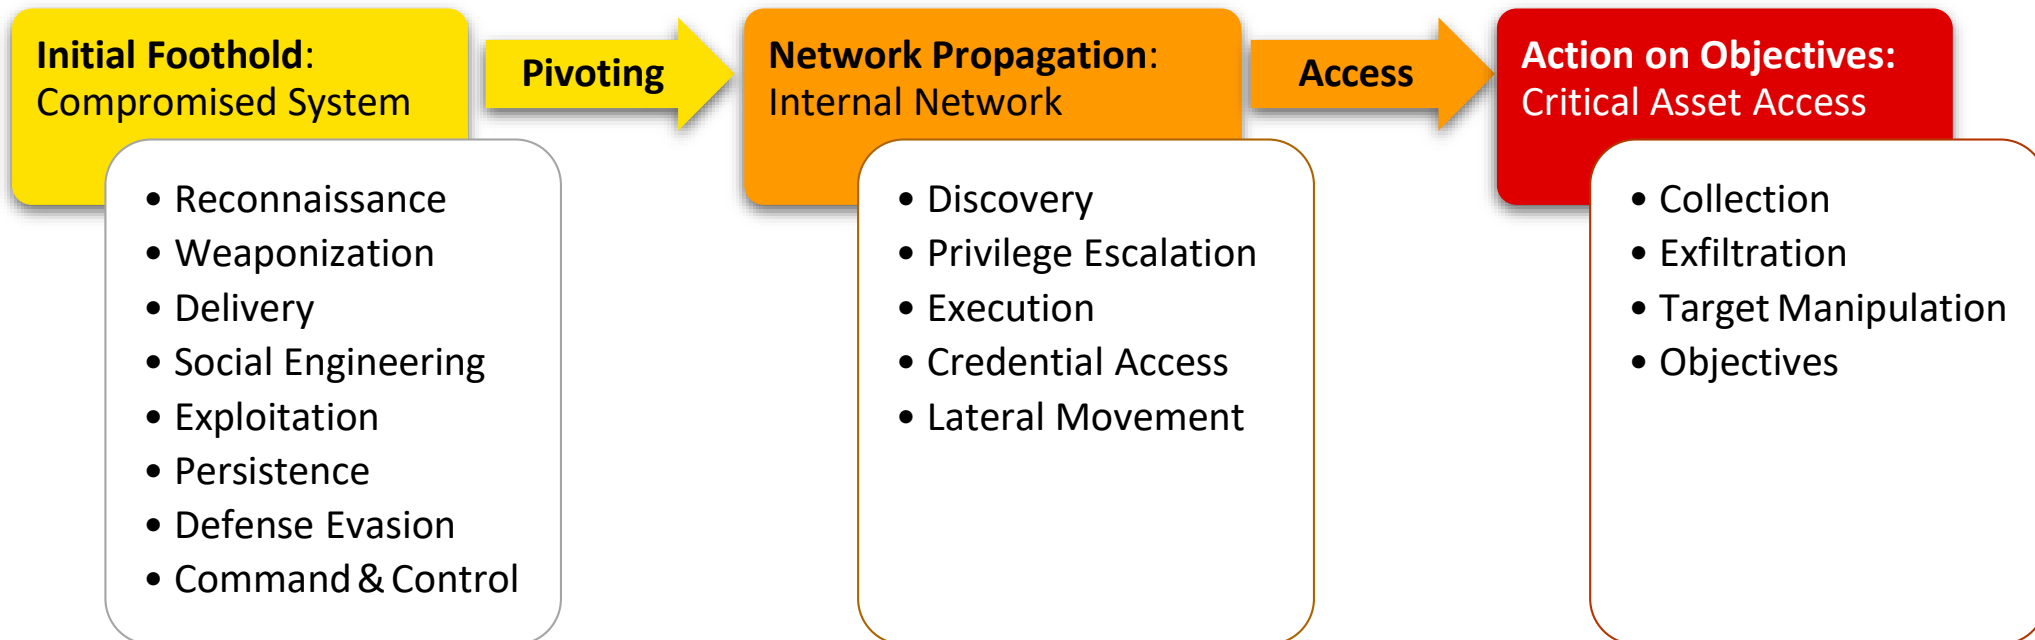 Initial Foothold:
Compromised System
• Reconnaissance
• Weaponization
• Delivery
• Social Engineering
• Exploitation
• Persistence
• Defense Evasion
• Command & Control
Pivoting
Network Propagation:
Internal Network
• Discovery
• Privilege Escalation
• Execution
• Credential Access
• Lateral Movement
Access
Action on Objectives:
Critical Asset Access
• Collection
• Exfiltration
• Target Manipulation
• Objectives